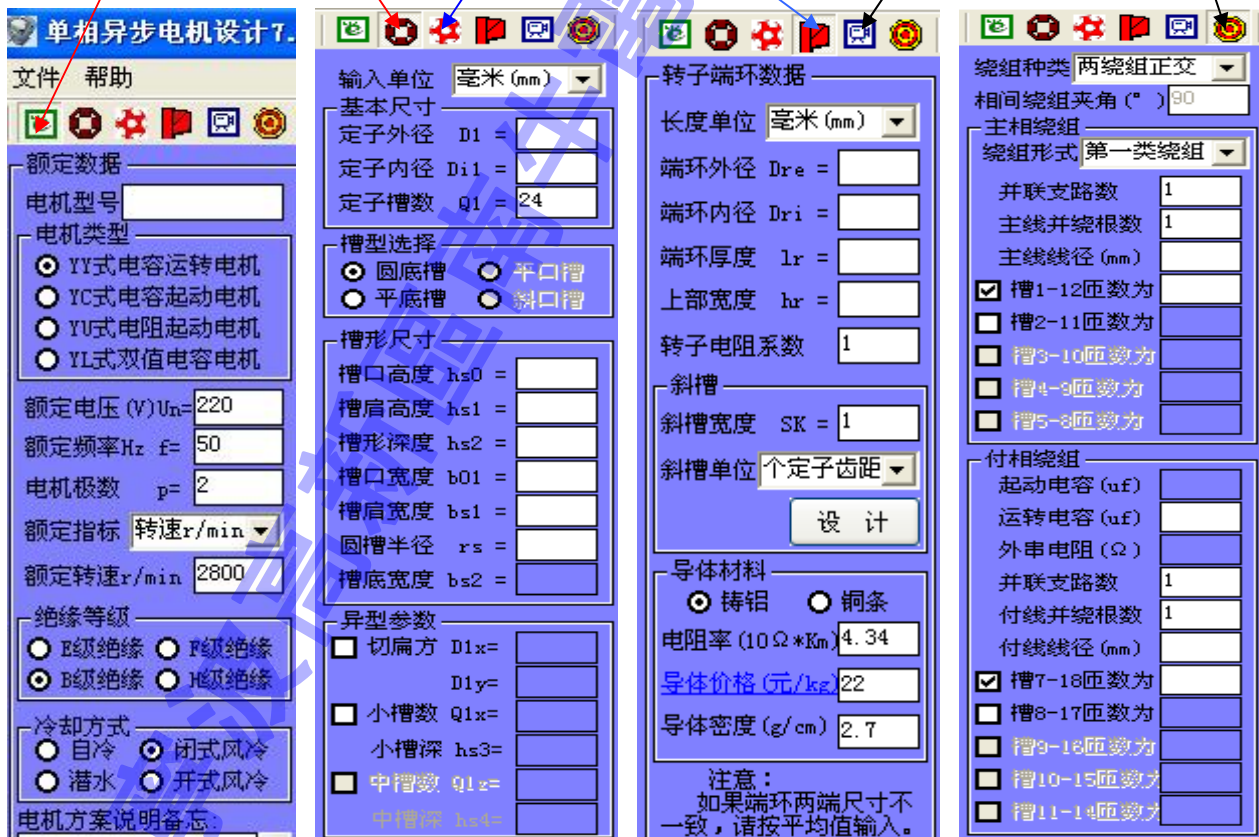 单相异步电机设计7.
文件 帮助
额定数据
电机型号
电机类型
YY式电容运转电机
YC式电容起动电机
YU式电阻起动电机
YL式双值电容电机
额定电压(V)Un=220
额定频率Hz f= 50
电机极数 p= 2
额定指标 转速r/min
额定转速r/min 2800
绝缘等级
E级绝缘 F级绝缘
B级绝缘 H级绝缘
冷却方式
自冷 闭式风冷
潜水 开式风冷
电机方案说明备忘:
输入单位 毫米(mm)
基本尺寸
定子外径 D1 =
定子内径 Di1 =
定子槽数 Q1 = 24
槽型选择
圆底槽 平口槽
平底槽 斜口槽
槽形尺寸
槽口高度 hs0 =
槽肩高度 hs1 =
槽形深度 hs2 =
槽口宽度 b01 =
槽肩宽度 bs1 =
圆槽半径 rs =
槽底宽度 bs2 =
异型参数
切扁方 D1x=
D1y=
小槽数 Q1x=
小槽深 hs3=
中槽数 Q1z=
中槽深 hs4=
转子端环数据
长度单位 毫米(mm)
端环外径 Dre =
端环内径 Dri =
端环厚度 lr =
上部宽度 hr =
转子电阻系数 1
斜槽
斜槽宽度 SK = 1
斜槽单位 个定子齿距
设 计
导体材料
铸铝 铜条
电阻率(10Ω*Km) 4.34
导体价格(元/kg) 22
导体密度(g/cm) 2.7
注意:
如果端环两端尺寸不
一致,请按平均值输入。
绕组种类 两绕组正交
相间绕组夹角(°) 90
主相绕组
绕组形式 第一类绕组
并联支路数 1
主线并绕根数 1
主线线径(mm)
槽1-12匝数为
槽2-11匝数为
槽3-10匝数为
槽4-9匝数为
槽5-8匝数为
付相绕组
起动电容(uf)
运转电容(uf)
外串电阻(Ω)
并联支路数 1
付线并绕根数 1
付线线径(mm)
槽7-18匝数为
槽8-17匝数为
槽9-16匝数为
槽10-15匝数为
槽11-14匝数为